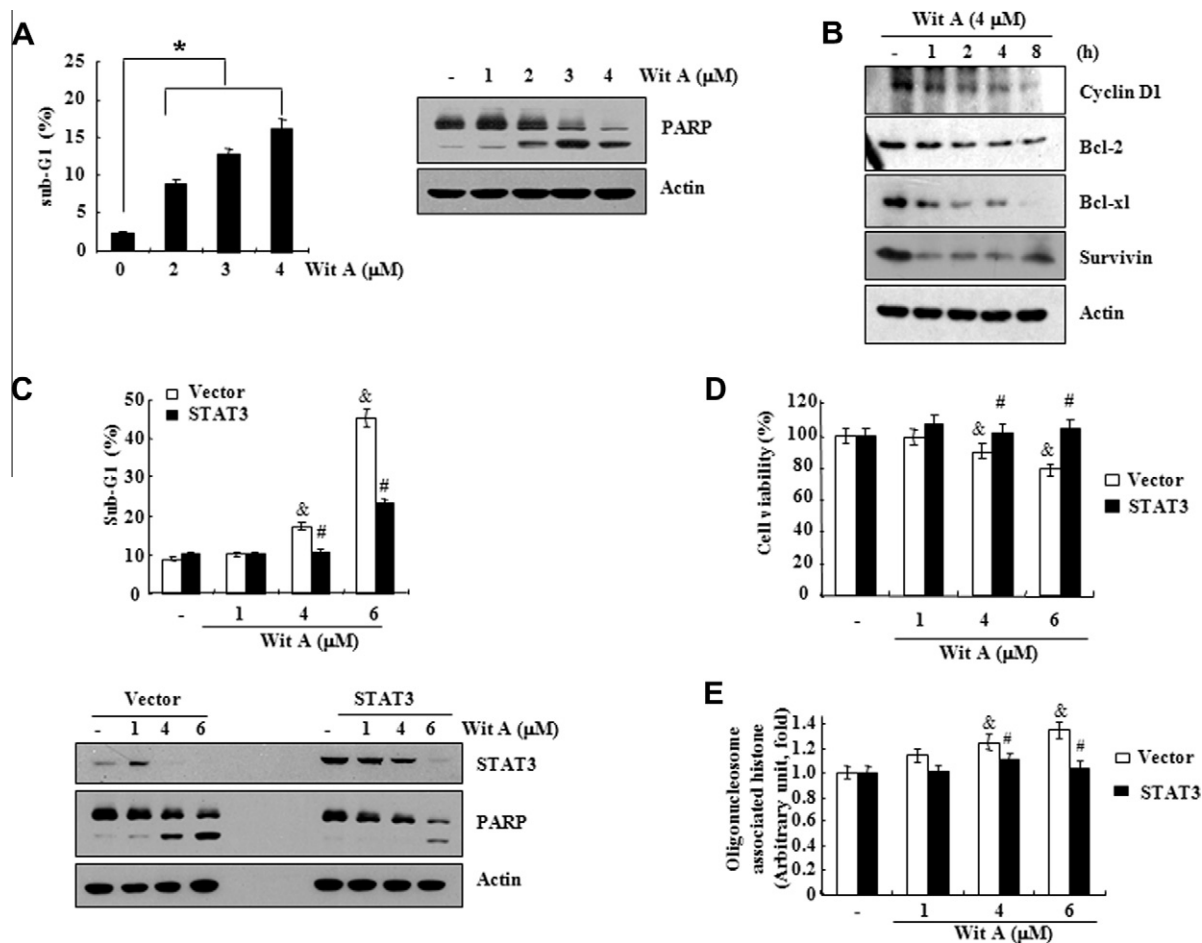 A
*
25
20
15
10
5
0
sub-G1 (%)
0 2 3 4 Wit A (μM)
- 1 2 3 4 Wit A (μM)
PARP
Actin
B
Wit A (4 μM)
- 1 2 4 8 (h)
Cyclin D1
Bcl-2
Bcl-xl
Survivin
Actin
C
Vector
STAT3
50
40
30
20
10
0
Sub-G1 (%)
& # & #
- 1 4 6
Wit A (μM)
Vector STAT3
- 1 4 6 Wit A (μM) - 1 4 6 Wit A (μM)
STAT3
PARP
Actin
D
120
100
80
60
40
20
0
Cell viability (%)
& # & #
Vector
STAT3
- 1 4 6
Wit A (μM)
E
1.4
1.2
1.0
0.8
0.6
0.4
0.2
0
Oligonucleosome
associated histone
(Arbitrary unit, fold)
& # & #
Vector
STAT3
- 1 4 6
Wit A (μM)